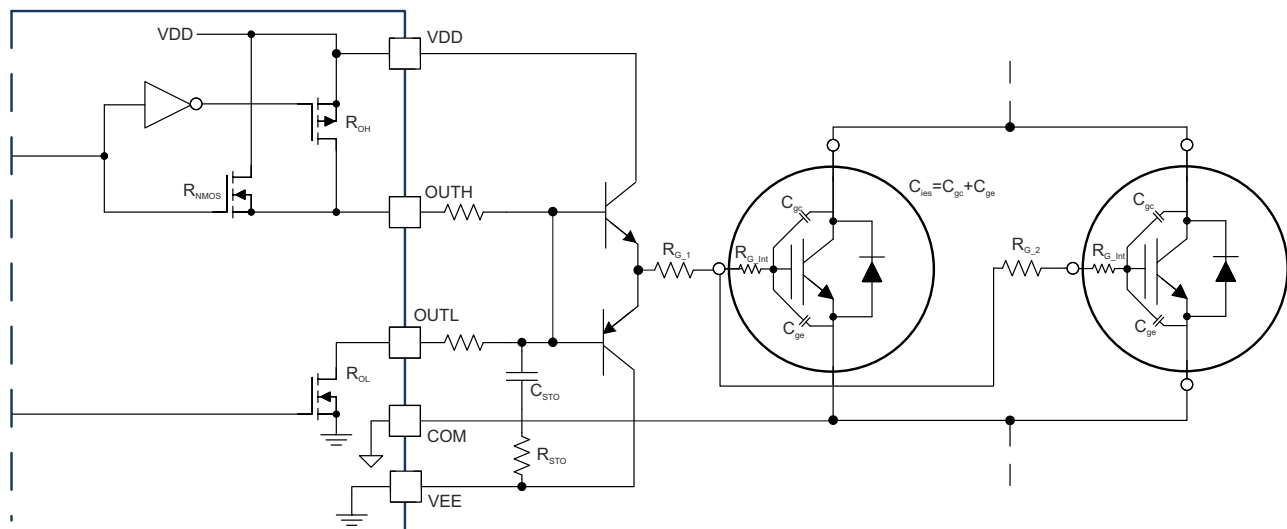 VDD
VDD
R_OH
R_NMOS
OUTH
OUTL
R_OL
C_STO
COM
R_STO
VEE
R_G_1
C_ies=C_gc+C_ge
C_gc
R_G_Int
C_ge
R_G_2
C_gc
R_G_Int
C_ge